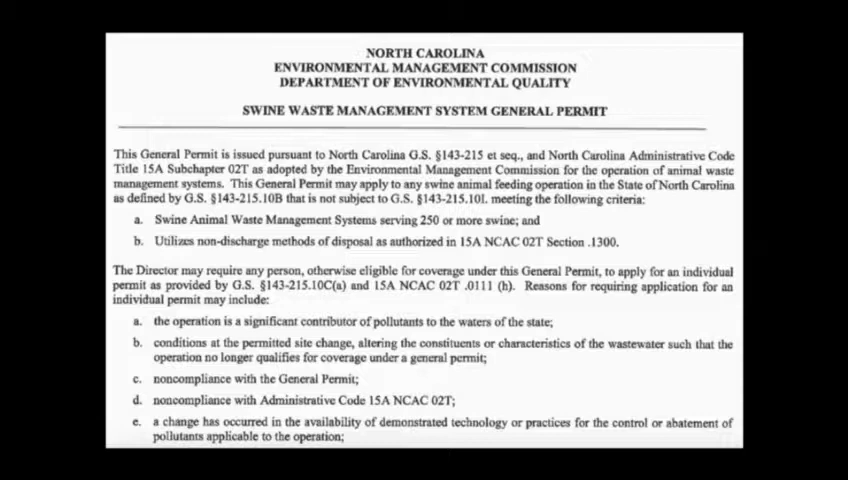 NORTH CAROLINA
ENVIRONMENTAL MANAGEMENT COMMISSION
DEPARTMENT OF ENVIRONMENTAL QUALITY
SWINE WASTE MANAGEMENT SYSTEM GENERAL PERMIT
This General Permit is issued pursuant to North Carolina G.S. §143-215 et seq., and North Carolina Administrative Code
Title 15A Subchapter 02T as adopted by the Environmental Management Commission for the operation of animal waste
management systems. This General Permit may apply to any swine animal feeding operation in the State of North Carolina
as defined by G.S. §143-215.10B that is not subject to G.S. §143-215.10I. meeting the following criteria:
a. Swine Animal Waste Management Systems serving 250 or more swine; and
b. Utilizes non-discharge methods of disposal as authorized in 15A NCAC 02T Section .1300.
The Director may require any person, otherwise eligible for coverage under this General Permit, to apply for an individual
permit as provided by G.S. §143-215.10C(a) and 15A NCAC 02T .0111 (h). Reasons for requiring application for an
individual permit may include:
a. the operation is a significant contributor of pollutants to the waters of the state;
b. conditions at the permitted site change, altering the constituents or characteristics of the wastewater such that the
operation no longer qualifies for coverage under a general permit;
c. noncompliance with the General Permit;
d. noncompliance with Administrative Code 15A NCAC 02T;
e. a change has occurred in the availability of demonstrated technology or practices for the control or abatement of
pollutants applicable to the operation;